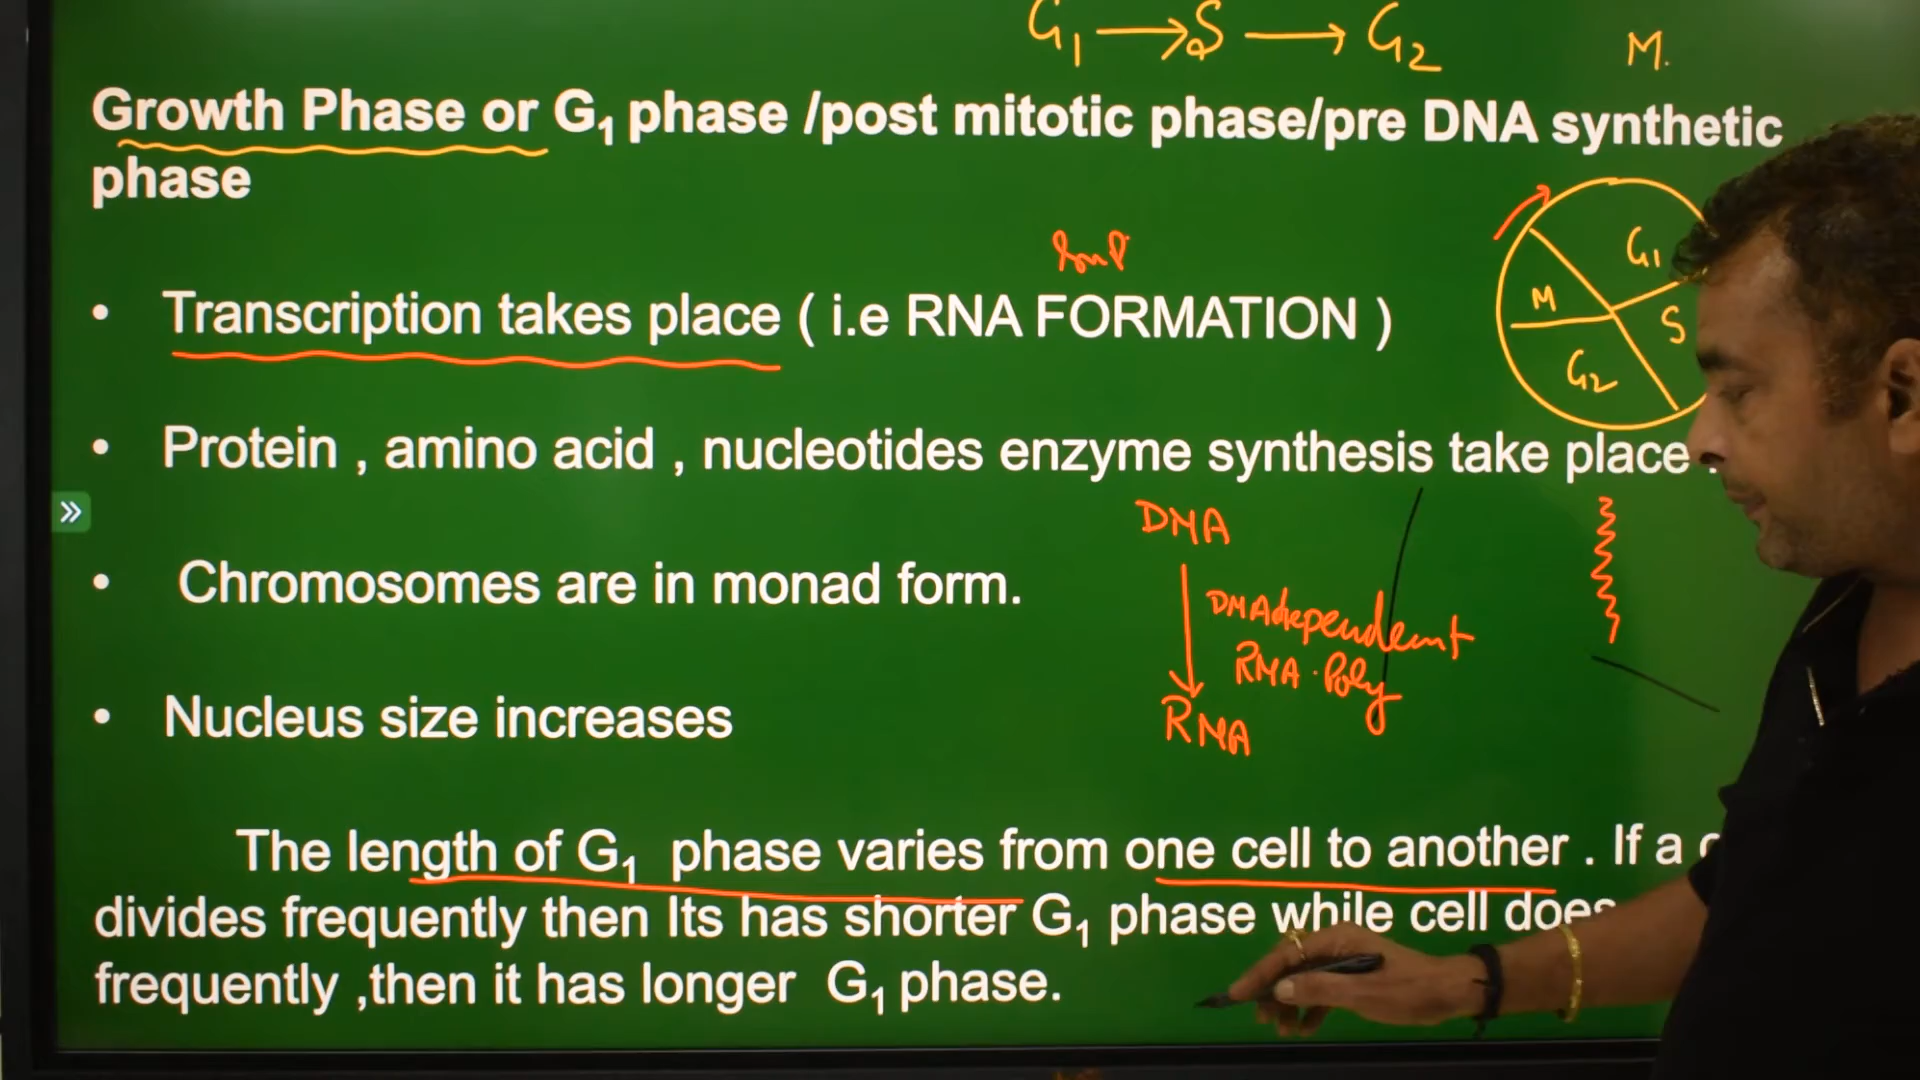 G₁ → S → G₂ M.
Growth Phase or G₁ phase /post mitotic phase/pre DNA synthetic
phase
G₁
M
S
G₂
• Transcription takes place ( i.e RNA FORMATION )
• Protein , amino acid , nucleotides enzyme synthesis take place .
DNA
• Chromosomes are in monad form.
DNA dependent
RNA · Poly
• Nucleus size increases
RNA
The length of G₁ phase varies from one cell to another . If a
divides frequently then Its has shorter G₁ phase while cell does
frequently ,then it has longer G₁ phase.